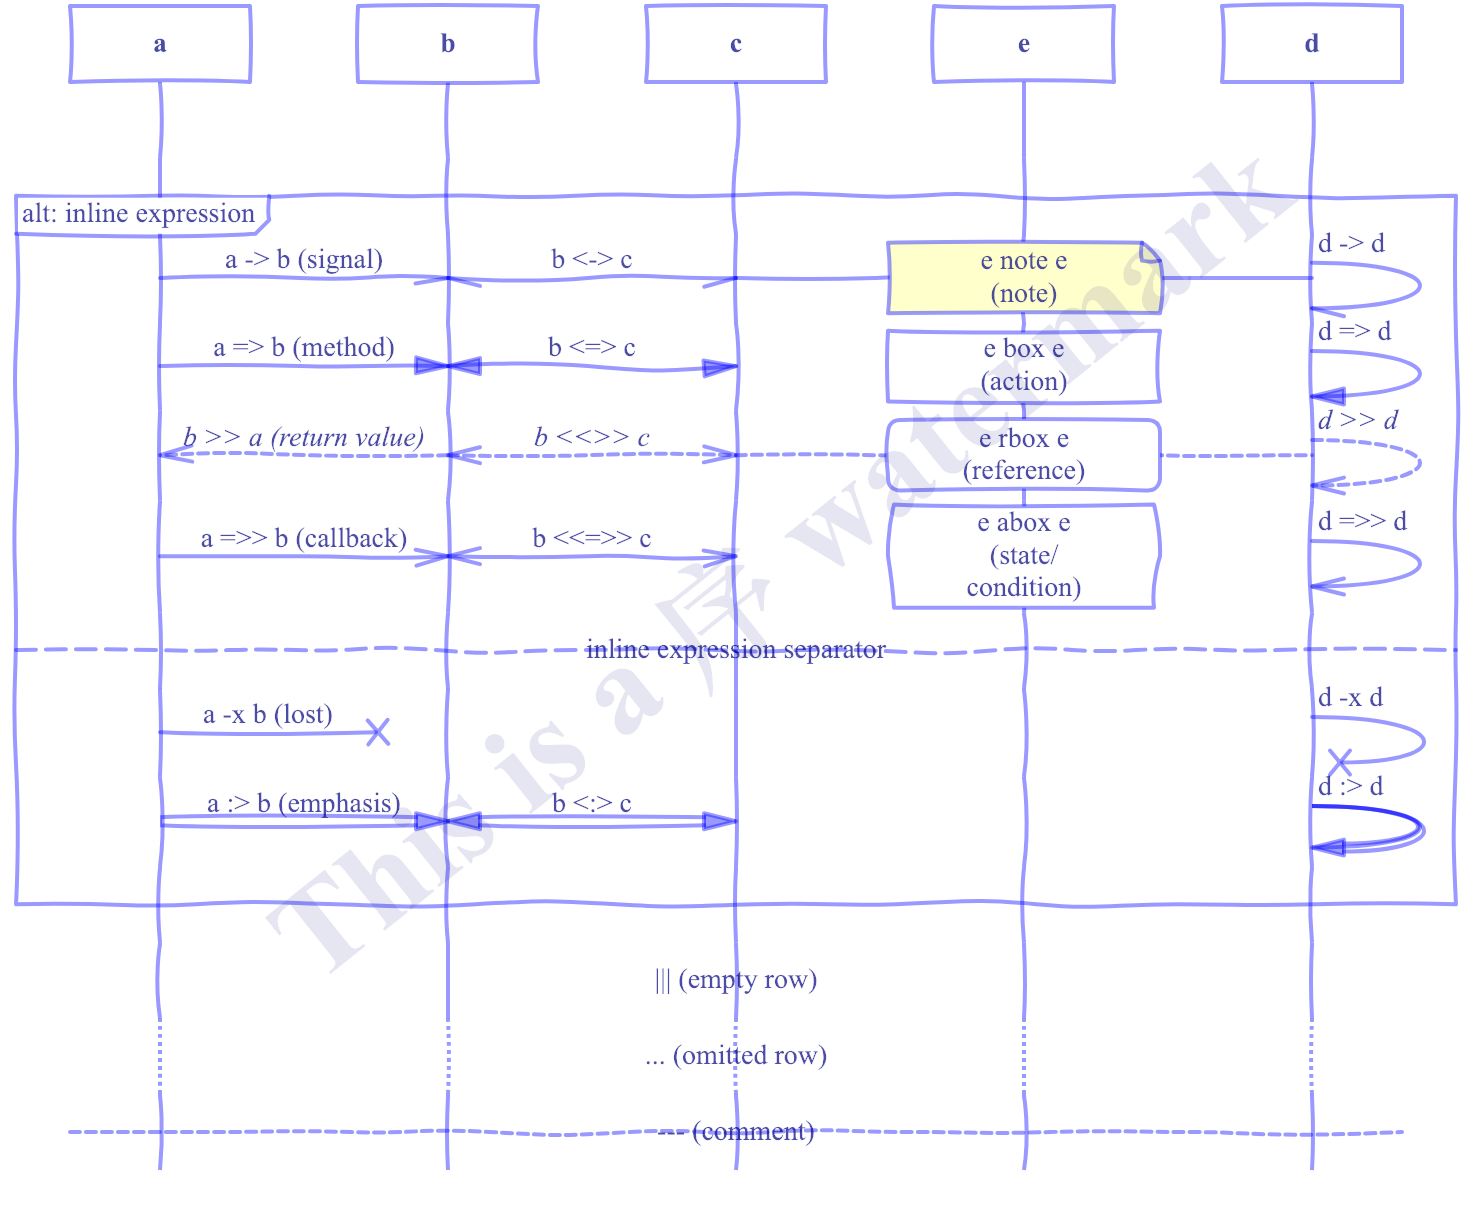 a
b
c
e
d
alt: inline expression
a -> b (signal)
b <-> c
e note e
(note)
d -> d
a => b (method)
b <=> c
e box e
(action)
d => d
b >> a (return value)
b <<>> c
e rbox e
(reference)
d >> d
a =>> b (callback)
b <<=>> c
e abox e
(state/
condition)
d =>> d
inline expression separator
a -x b (lost)
d -x d
a :> b (emphasis)
b <:> c
d :> d
||| (empty row)
... (omitted row)
--- (comment)
This is a 序 watermark